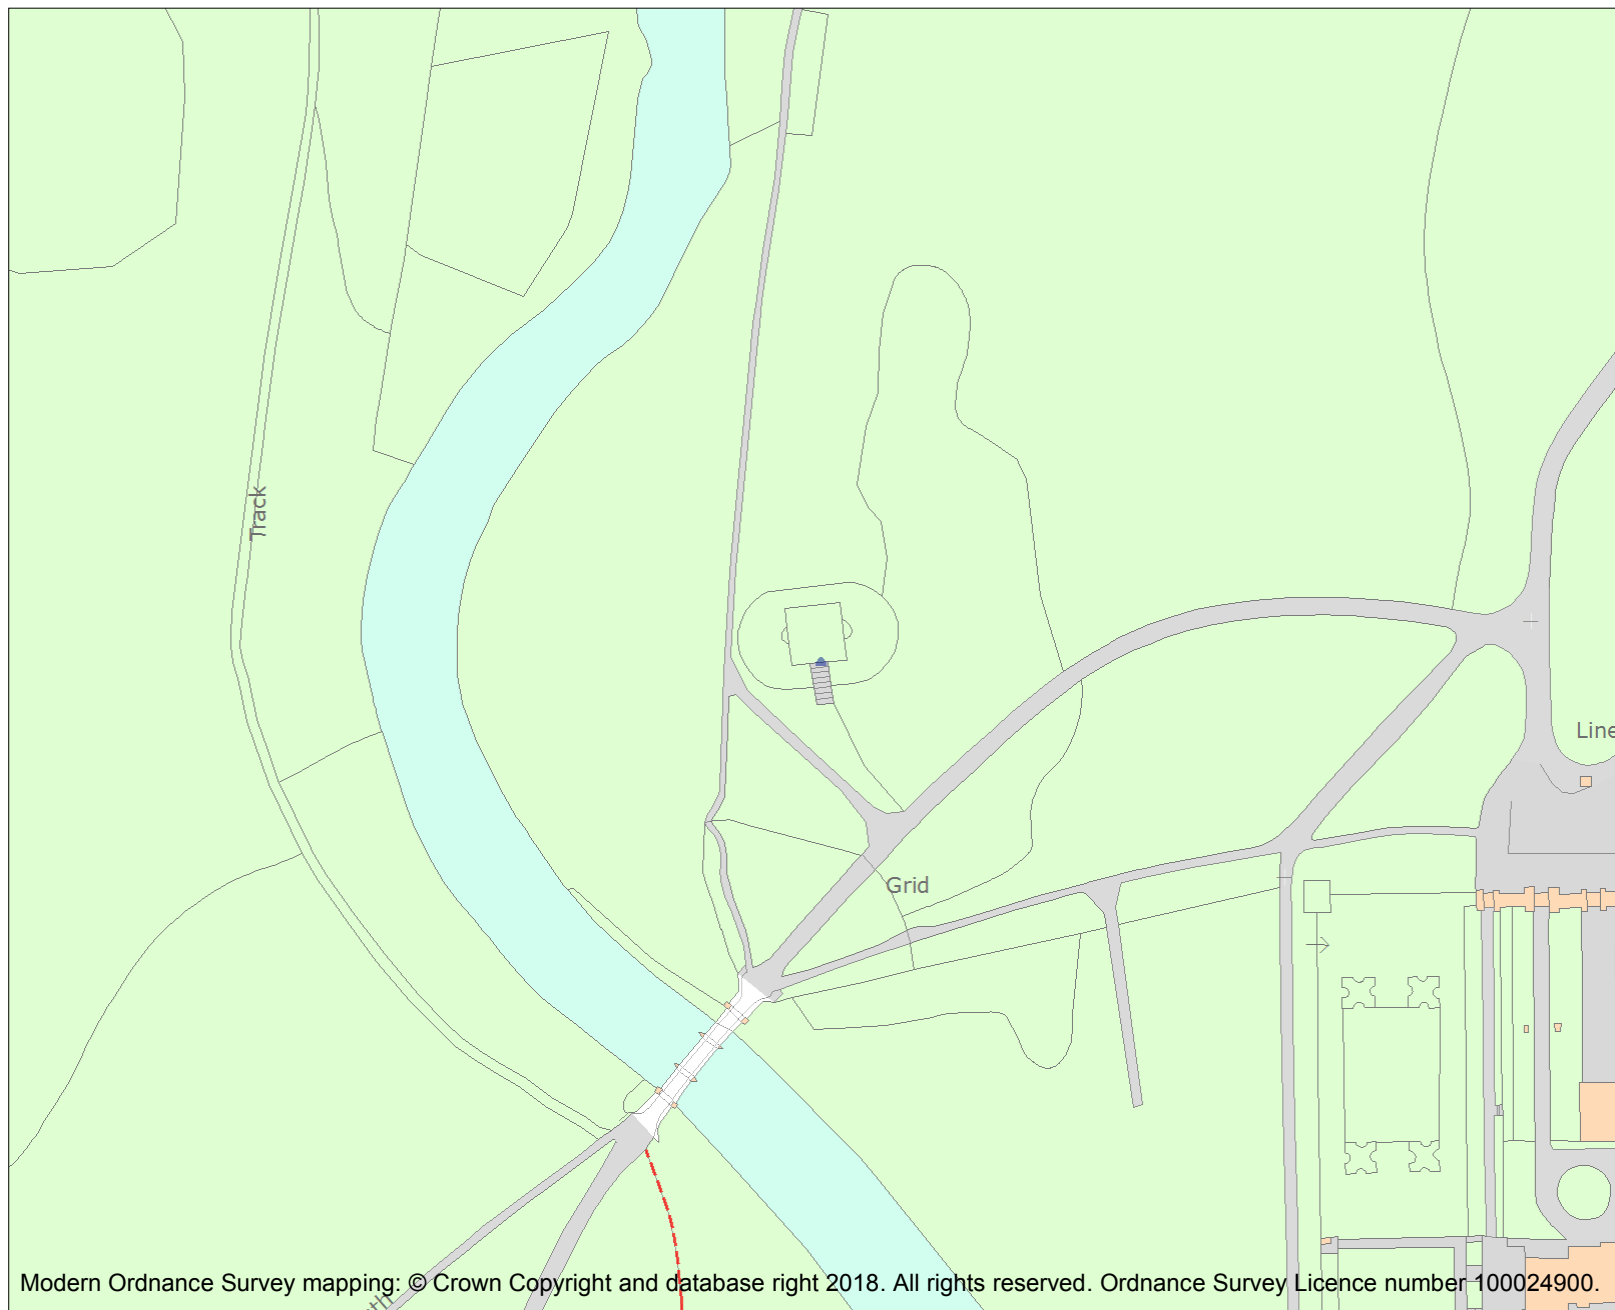 Track
Line
Grid
Modern Ordnance Survey mapping: © Crown Copyright and database right 2018. All rights reserved. Ordnance Survey Licence number 100024900.